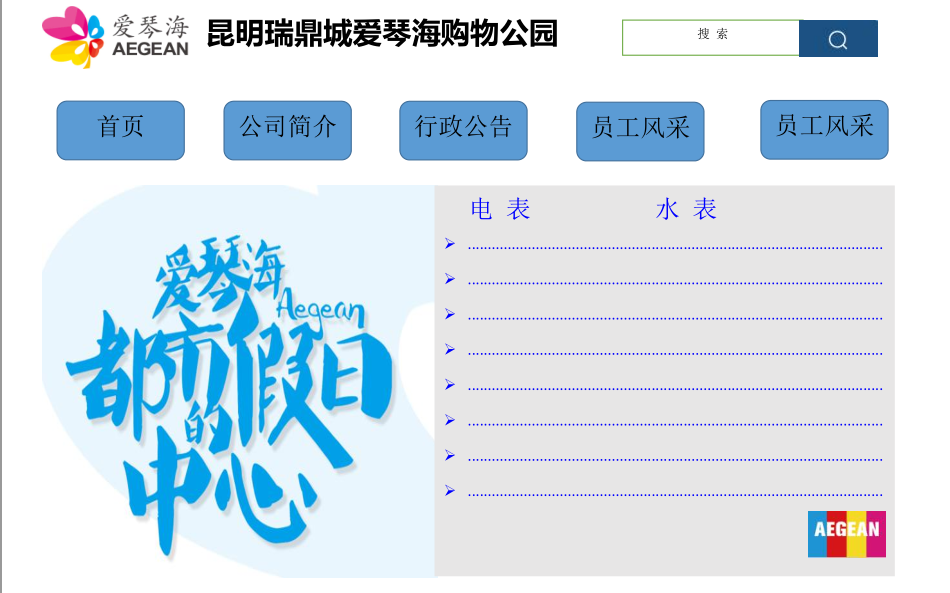 爱琴海
AEGEAN
昆明瑞鼎城爱琴海购物公园
搜 索
首页
公司简介
行政公告
员工风采
员工风采
电 表
水 表
爱琴海
Aegean
都市假日
的
中心
AEGEAN